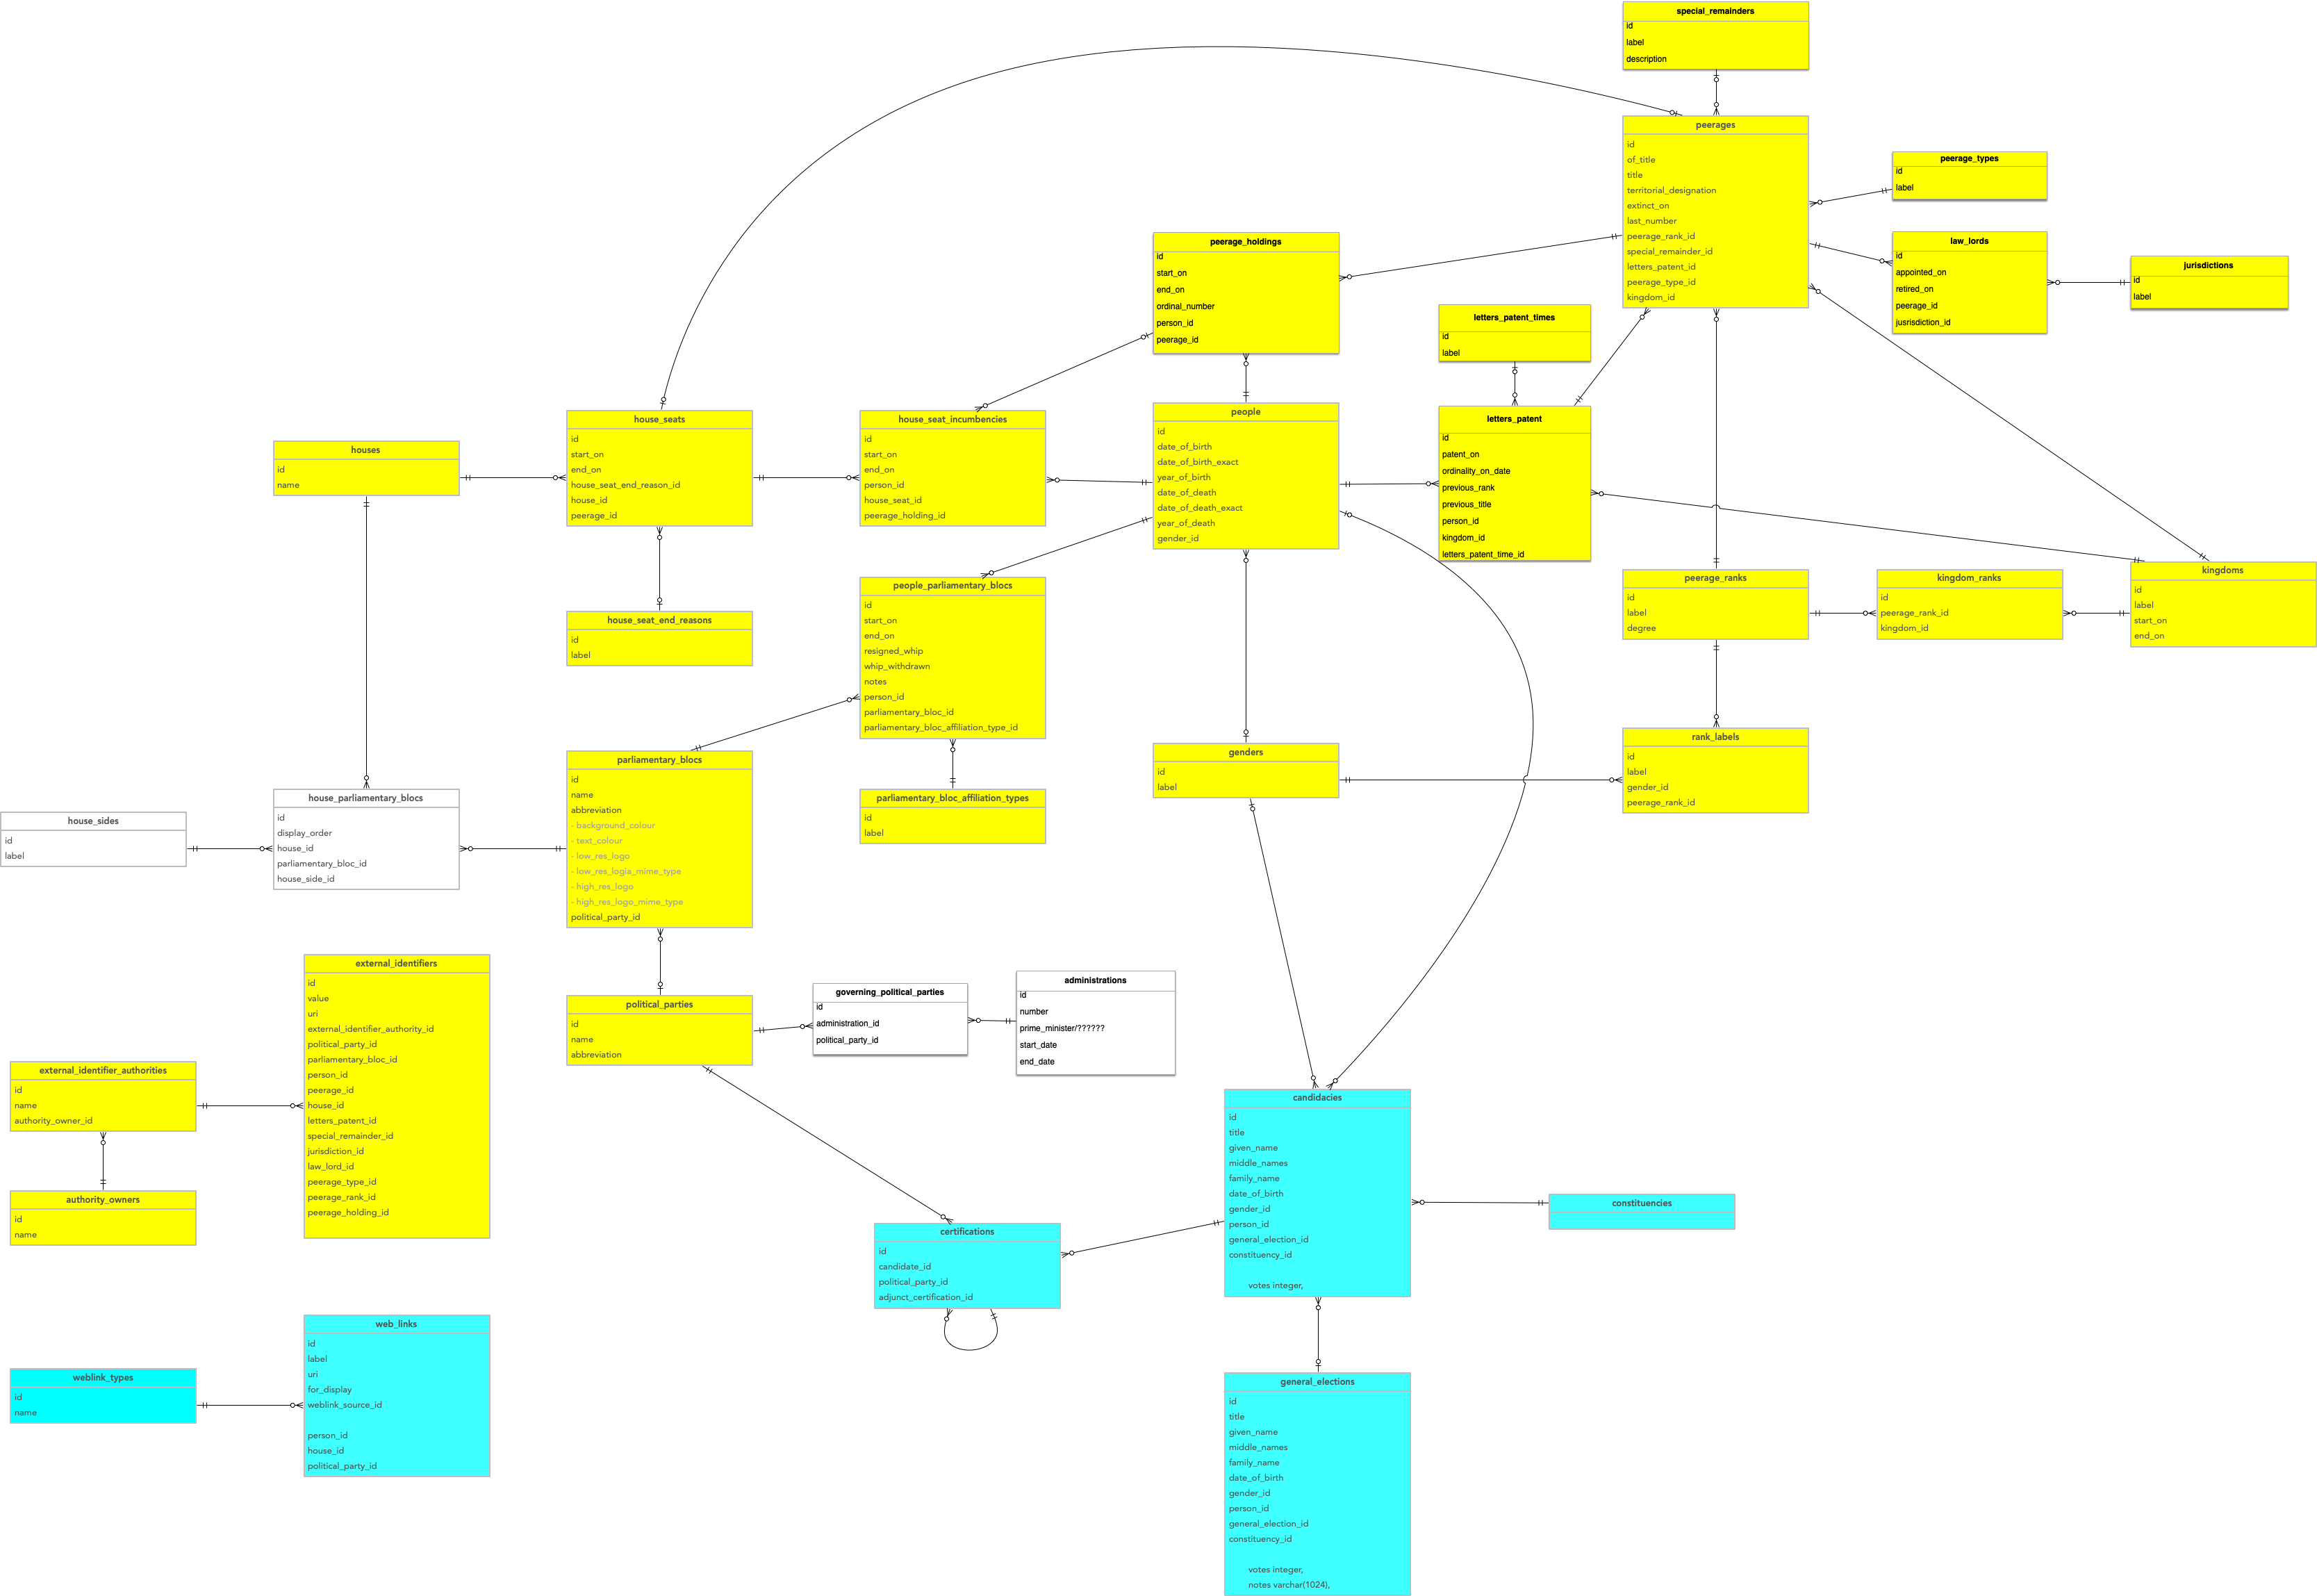 special_remainders
id
label
description
peerages
id
of_title
title
territorial_designation
extinct_on
last_number
peerage_rank_id
special_remainder_id
letters_patent_id
peerage_type_id
kingdom_id
peerage_types
id
label
law_lords
id
appointed_on
retired_on
peerage_id
jusrisdiction_id
jurisdictions
id
label
peerage_holdings
id
start_on
end_on
ordinal_number
person_id
peerage_id
letters_patent_times
id
label
houses
id
name
house_seats
id
start_on
end_on
house_seat_end_reason_id
house_id
peerage_id
house_seat_incumbencies
id
start_on
end_on
person_id
house_seat_id
peerage_holding_id
people
id
date_of_birth
date_of_birth_exact
year_of_birth
date_of_death
date_of_death_exact
year_of_death
gender_id
letters_patent
id
patent_on
ordinality_on_date
previous_rank
previous_title
person_id
kingdom_id
letters_patent_time_id
peerage_ranks
id
label
degree
kingdom_ranks
id
peerage_rank_id
kingdom_id
kingdoms
id
label
start_on
end_on
house_seat_end_reasons
id
label
people_parliamentary_blocs
id
start_on
end_on
resigned_whip
whip_withdrawn
notes
person_id
parliamentary_bloc_id
parliamentary_bloc_affiliation_type_id
genders
id
label
rank_labels
id
label
gender_id
peerage_rank_id
house_sides
id
label
house_parliamentary_blocs
id
display_order
house_id
parliamentary_bloc_id
house_side_id
parliamentary_blocs
id
name
abbreviation
- background_colour
- text_colour
- low_res_logo
- low_res_logia_mime_type
- high_res_logo
- high_res_logo_mime_type
political_party_id
parliamentary_bloc_affiliation_types
id
label
external_identifiers
id
value
uri
external_identifier_authority_id
political_party_id
parliamentary_bloc_id
person_id
peerage_id
house_id
letters_patent_id
special_remainder_id
jurisdiction_id
law_lord_id
peerage_type_id
peerage_rank_id
peerage_holding_id
political_parties
id
name
abbreviation
governing_political_parties
id
administration_id
political_party_id
administrations
id
number
prime_minister/??????
start_date
end_date
external_identifier_authorities
id
name
authority_owner_id
authority_owners
id
name
candidacies
id
title
given_name
middle_names
family_name
date_of_birth
gender_id
person_id
general_election_id
constituency_id
votes integer,
constituencies
certifications
id
candidate_id
political_party_id
adjunct_certification_id
web_links
id
label
uri
for_display
weblink_source_id
person_id
house_id
political_party_id
weblink_types
id
name
general_elections
id
title
given_name
middle_names
family_name
date_of_birth
gender_id
person_id
general_election_id
constituency_id
votes integer,
notes varchar(1024),